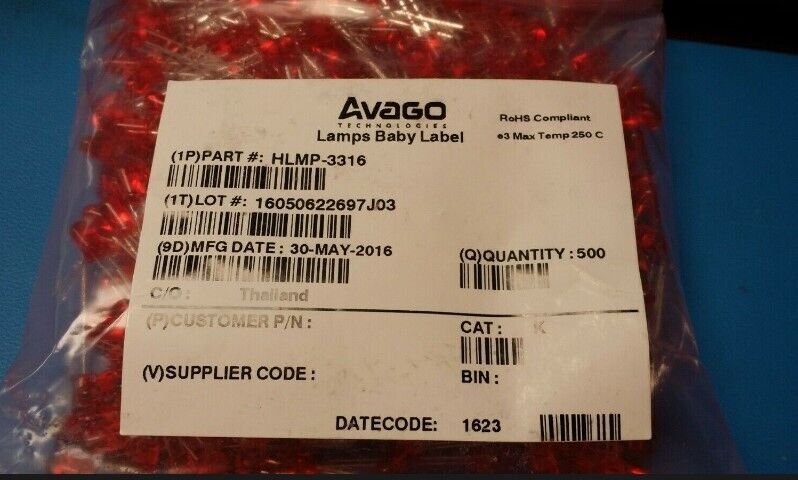 AVAGO
TECHNOLOGIES
Lamps Baby Label
RoHS Compliant
e3 Max Temp 250 C
(1P)PART #: HLMP-3316
(1T)LOT #: 16050622697J03
(9D)MFG DATE : 30-MAY-2016
(Q)QUANTITY : 500
C/O : Thailand
(P)CUSTOMER P/N :
CAT : K
(V)SUPPLIER CODE :
BIN :
DATECODE: 1623